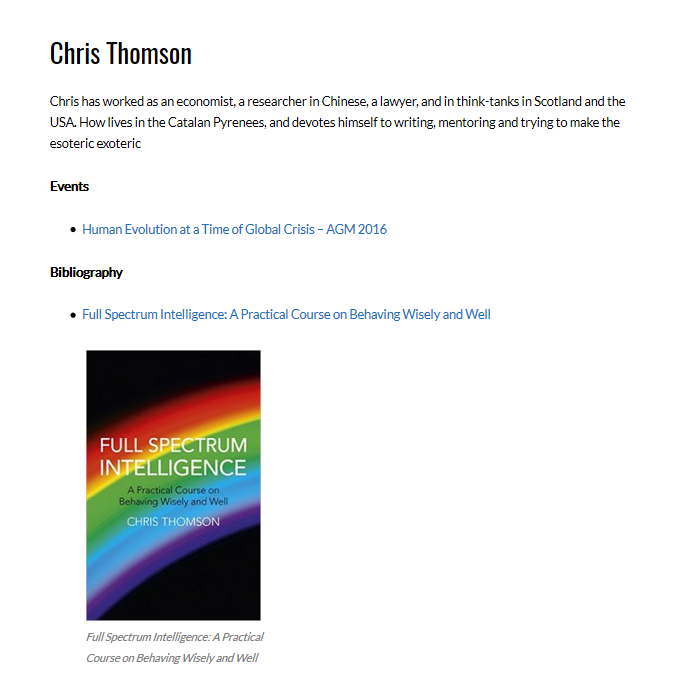 Chris Thomson
Chris has worked as an economist, a researcher in Chinese, a lawyer, and in think-tanks in Scotland and the
USA. How lives in the Catalan Pyrenees, and devotes himself to writing, mentoring and trying to make the
esoteric exoteric
Events
• Human Evolution at a Time of Global Crisis – AGM 2016
Bibliography
• Full Spectrum Intelligence: A Practical Course on Behaving Wisely and Well
FULL SPECTRUM
INTELLIGENCE
A Practical Course on
Behaving Wisely and Well
CHRIS THOMSON
Full Spectrum Intelligence: A Practical
Course on Behaving Wisely and Well